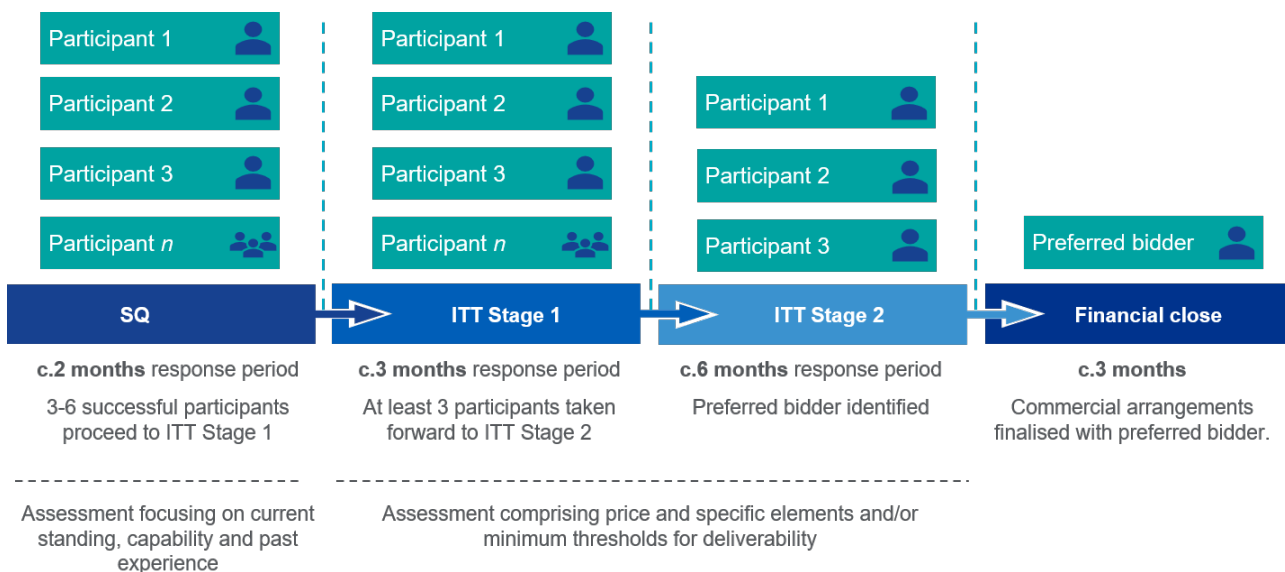 Participant 1
Participant 2
Participant 3
Participant n
Participant 1
Participant 2
Participant 3
Participant n
Participant 1
Participant 2
Participant 3
Preferred bidder
SQ
ITT Stage 1
ITT Stage 2
Financial close
c.2 months response period
3-6 successful participants
proceed to ITT Stage 1
c.3 months response period
At least 3 participants taken
forward to ITT Stage 2
c.6 months response period
Preferred bidder identified
c.3 months
Commercial arrangements
finalised with preferred bidder.
Assessment focusing on current
standing, capability and past
experience
Assessment comprising price and specific elements and/or
minimum thresholds for deliverability